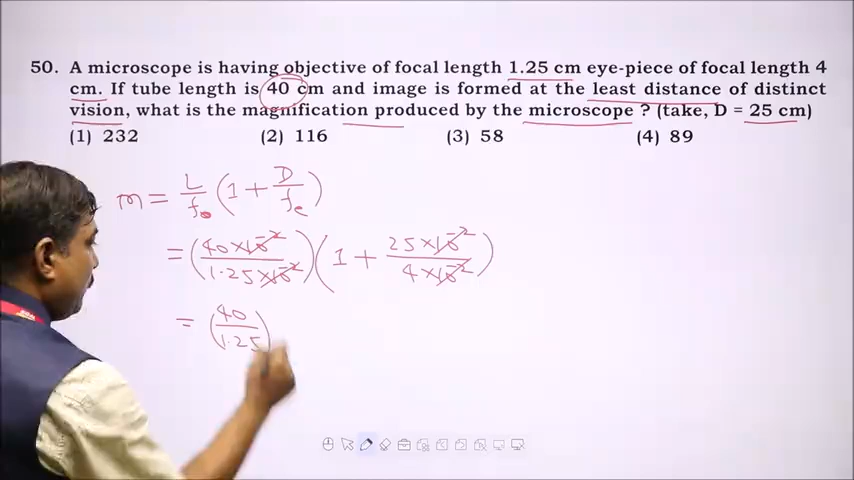 50. A microscope is having objective of focal length 1.25 cm eye-piece of focal length 4
cm. If tube length is 40 cm and image is formed at the least distance of distinct
vision, what is the magnification produced by the microscope ? (take, D = 25 cm)
(1) 232 (2) 116 (3) 58 (4) 89
m = L/f₀ (1 + D/fₑ)
= (40×10⁻²/1.25×10⁻²) (1 + 25×10⁻²/4×10⁻²)
= (40/1.25)